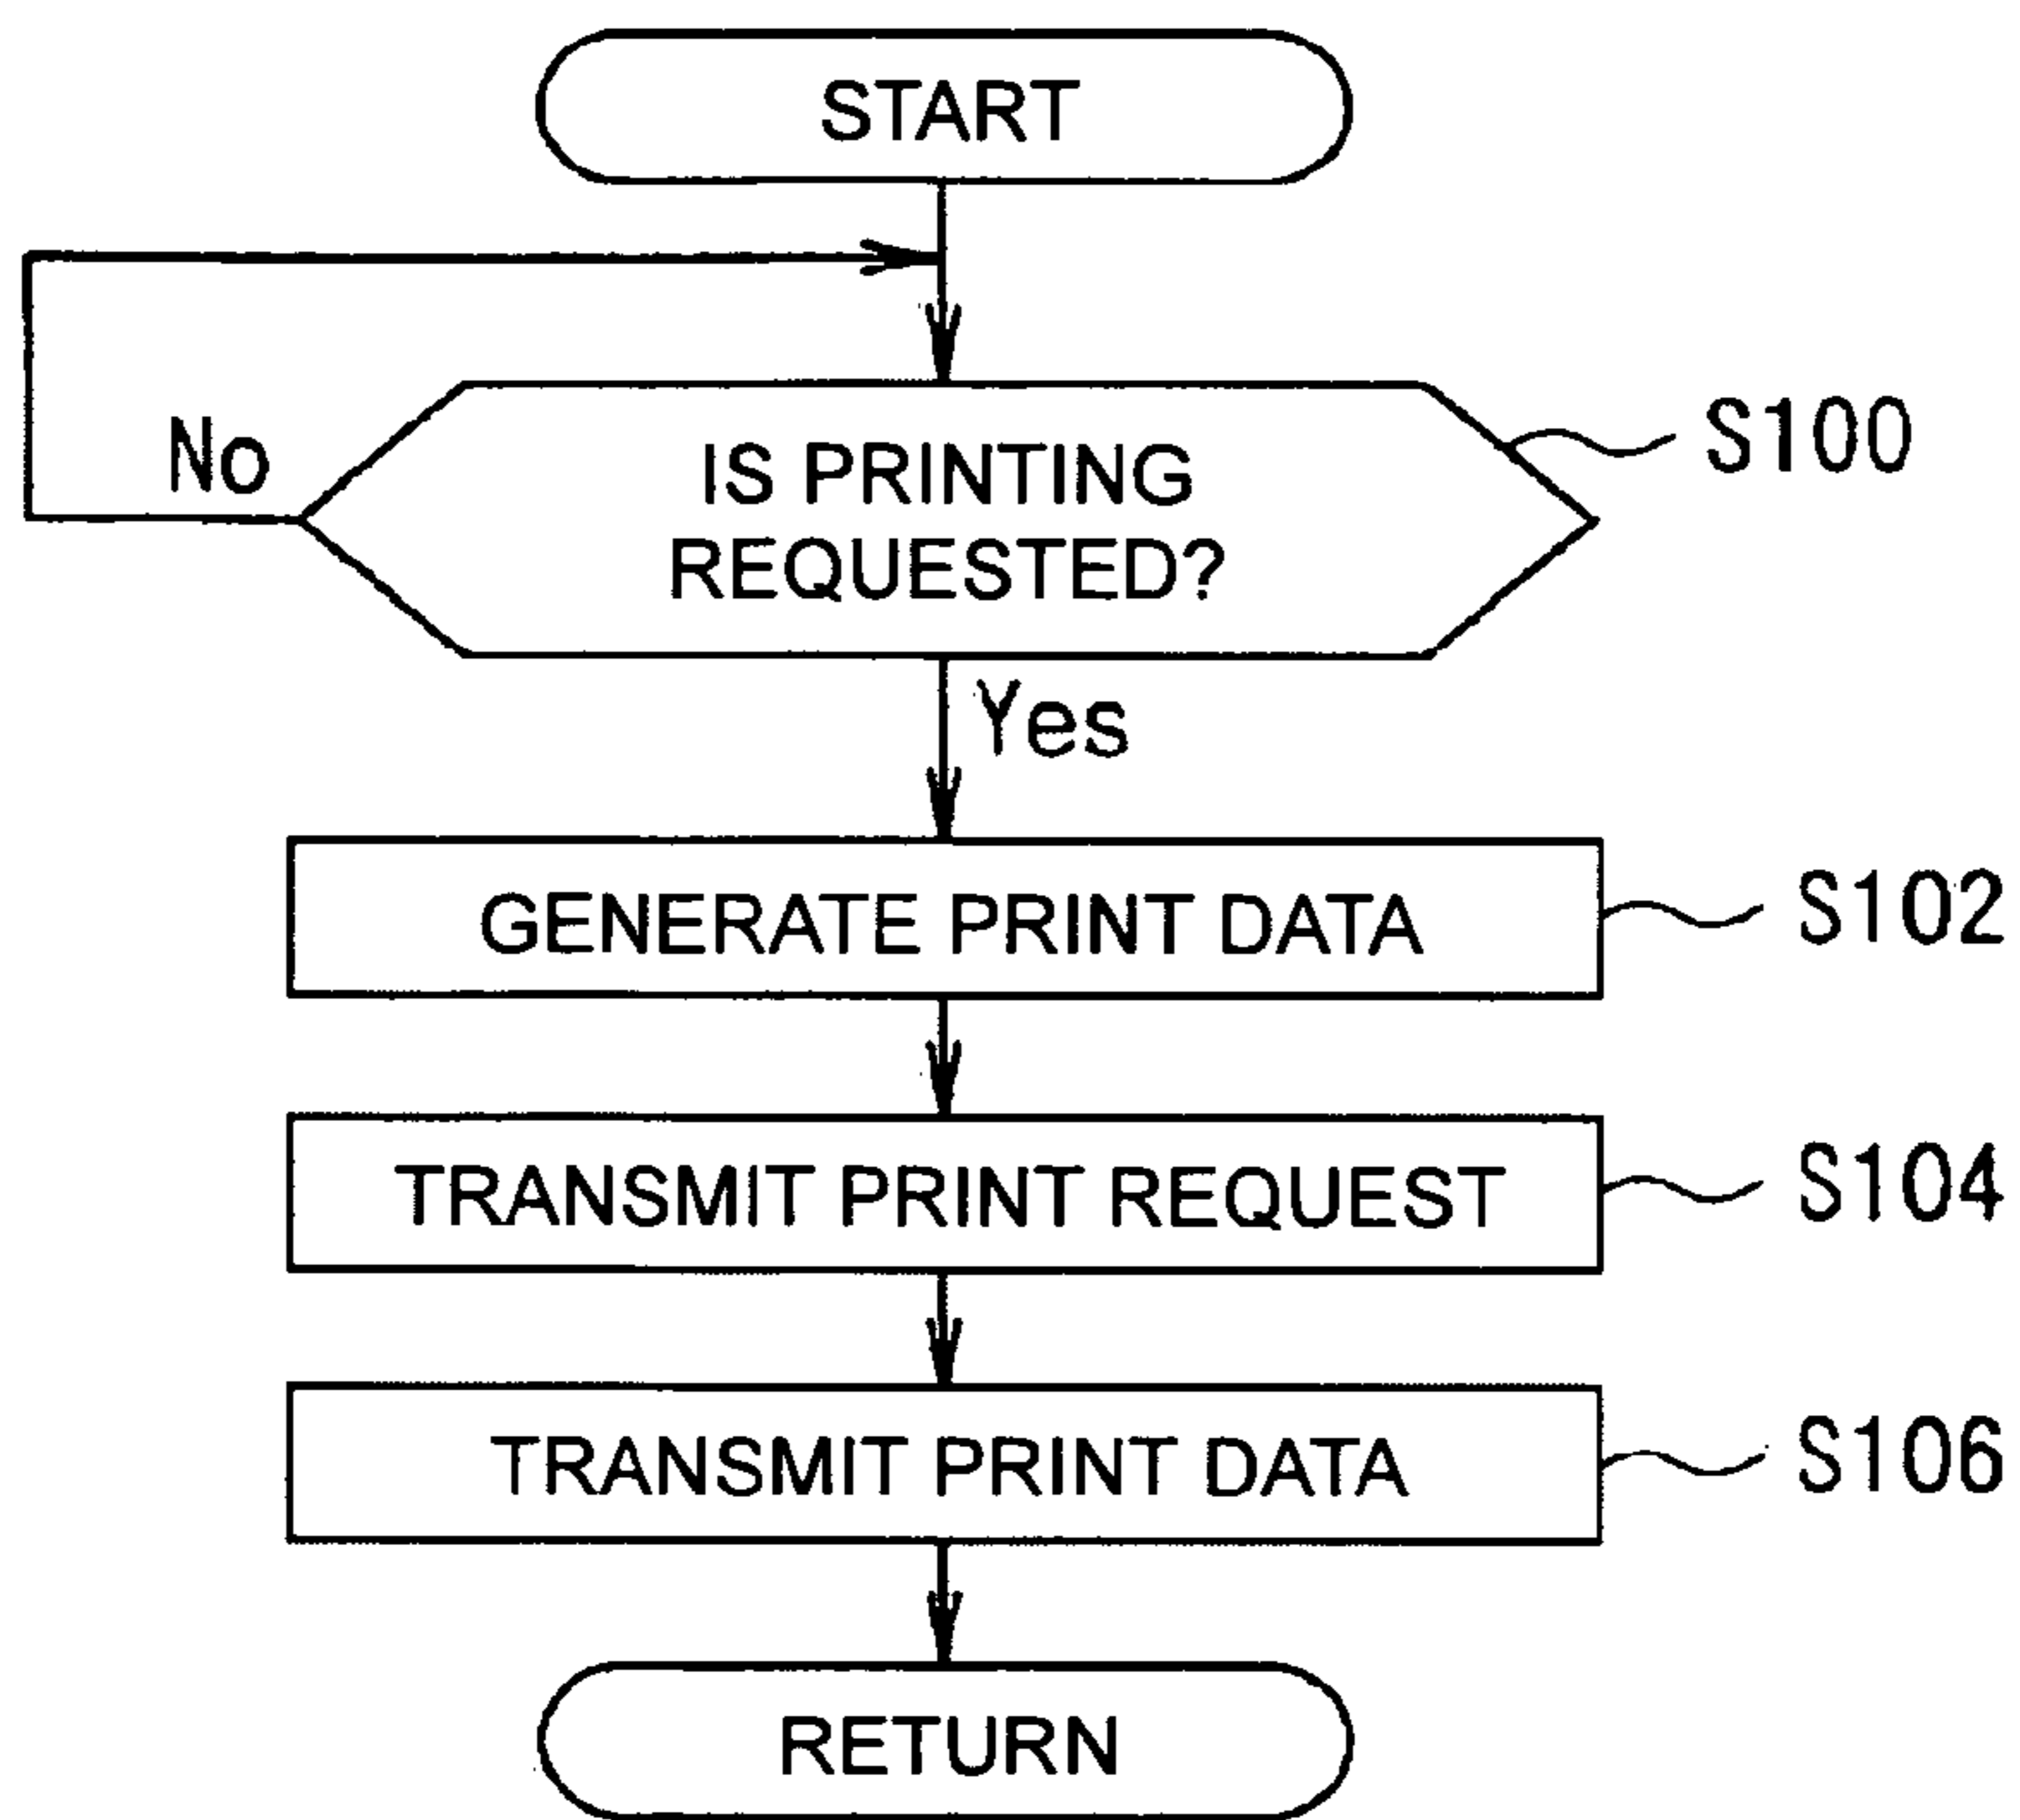 START
No
IS PRINTING
REQUESTED?
S100
Yes
GENERATE PRINT DATA
S102
TRANSMIT PRINT REQUEST
S104
TRANSMIT PRINT DATA
S106
RETURN